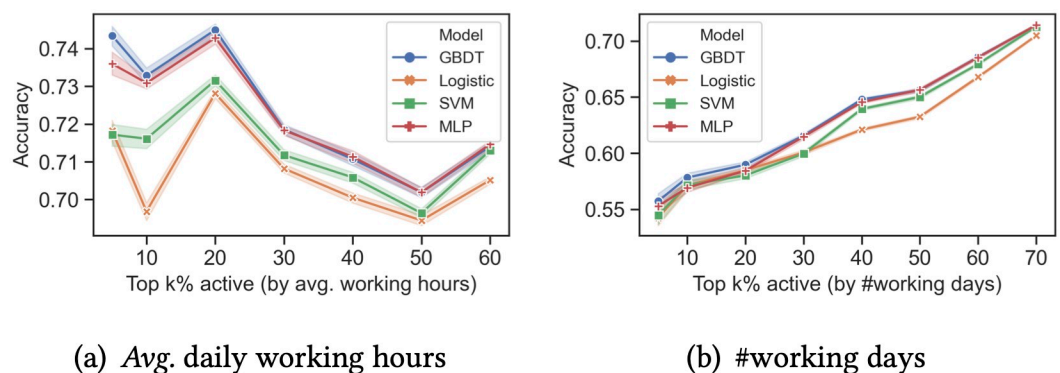 Accuracy
0.74
0.73
0.72
0.71
0.70
10 20 30 40 50 60
Top k% active (by avg. working hours)
Model
GBDT
Logistic
SVM
MLP
(a) Avg. daily working hours
Accuracy
0.70
0.65
0.60
0.55
10 20 30 40 50 60 70
Top k% active (by #working days)
Model
GBDT
Logistic
SVM
MLP
(b) #working days